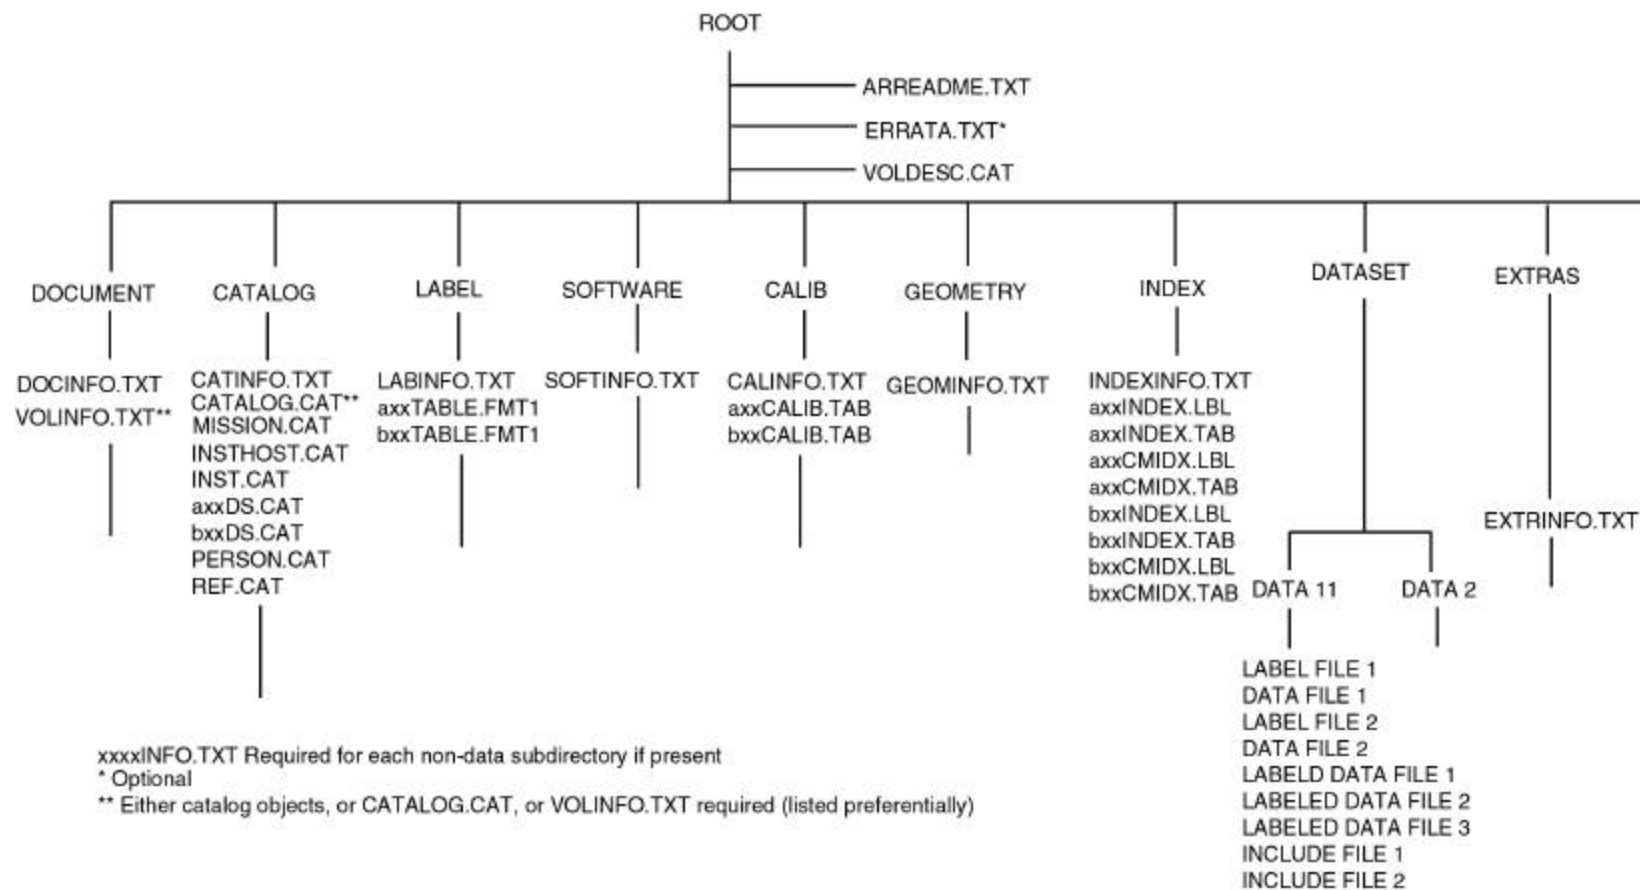 ROOT
ARREADME.TXT
ERRATA.TXT*
VOLDESC.CAT
DOCUMENT
DOCINFO.TXT
VOLINFO.TXT**
CATALOG
CATINFO.TXT
CATALOG.CAT**
MISSION.CAT
INSTHOST.CAT
INST.CAT
axxDS.CAT
bxxDS.CAT
PERSON.CAT
REF.CAT
LABEL
LABINFO.TXT
axxTABLE.FMT1
bxxTABLE.FMT1
SOFTWARE
SOFTINFO.TXT
CALIB
CALINFO.TXT
axxCALIB.TAB
bxxCALIB.TAB
GEOMETRY
GEOMINFO.TXT
INDEX
INDEXINFO.TXT
axxINDEX.LBL
axxINDEX.TAB
axxCMIDX.LBL
axxCMIDX.TAB
bxxINDEX.LBL
bxxINDEX.TAB
bxxCMIDX.LBL
bxxCMIDX.TAB
DATASET
DATA 11
LABEL FILE 1
DATA FILE 1
LABEL FILE 2
DATA FILE 2
LABELD DATA FILE 1
LABELED DATA FILE 2
LABELED DATA FILE 3
INCLUDE FILE 1
INCLUDE FILE 2
DATA 2
EXTRAS
EXTRINFO.TXT
xxxxINFO.TXT Required for each non-data subdirectory if present
* Optional
** Either catalog objects, or CATALOG.CAT, or VOLINFO.TXT required (listed preferentially)